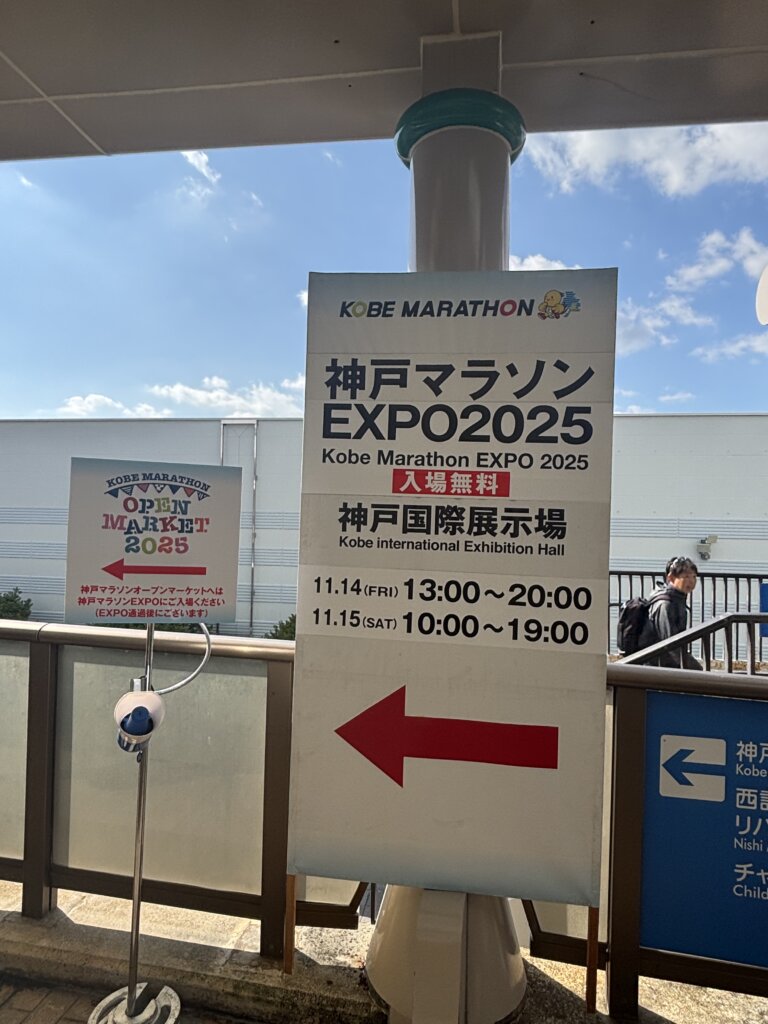 KOBE MARATHON
神戸マラソン
EXPO2025
Kobe Marathon EXPO 2025
入場無料
神戸国際展示場
Kobe international Exhibition Hall
11.14(FRI) 13:00～20:00
11.15(SAT) 10:00～19:00
KOBE MARATHON
OPEN
MARKET
2025
神戸マラソンオープンマーケットへは
神戸マラソンEXPOにご入場ください
(EXPO通過後にございます)
神戸
Kobe
西
リハ
Nishi
チャ
Child